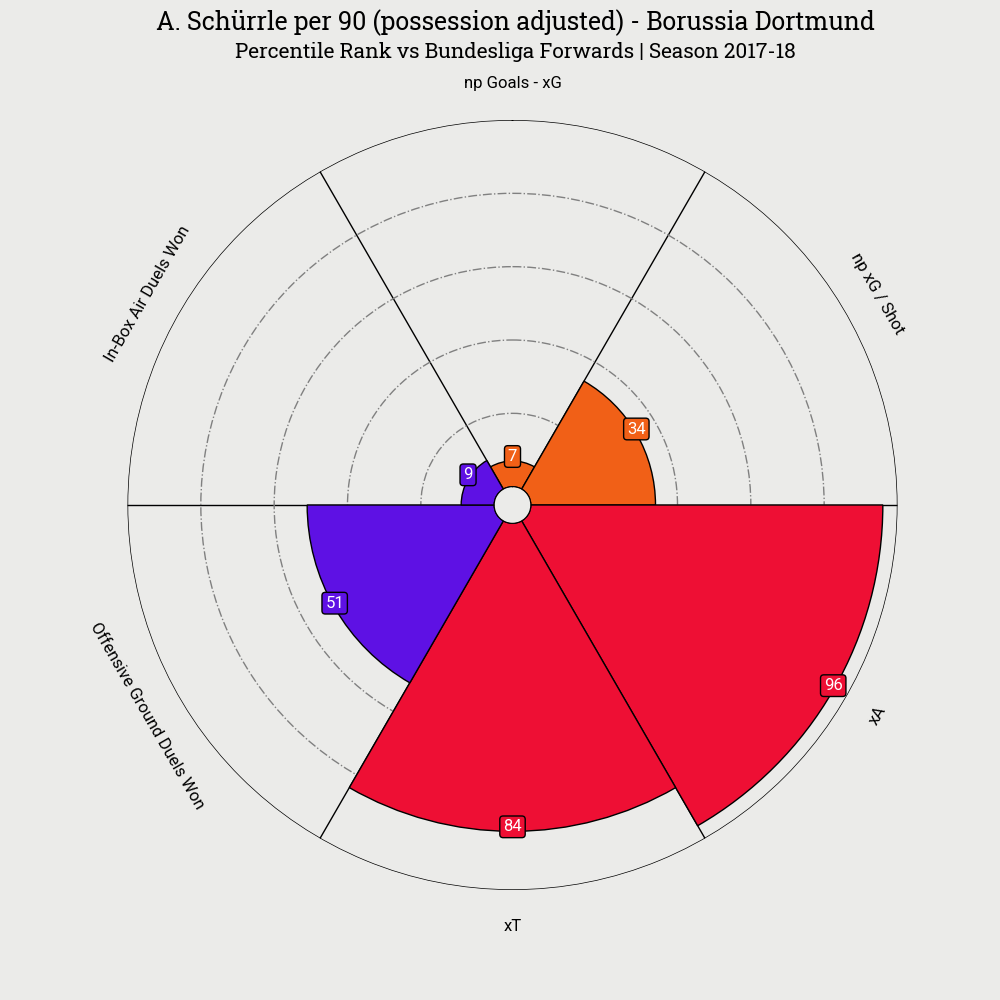 A. Schürrle per 90 (possession adjusted) - Borussia Dortmund
Percentile Rank vs Bundesliga Forwards | Season 2017-18
np Goals - xG
In-Box Air Duels Won
np xG / Shot
34
7
9
51
96
xA
Offensive Ground Duels Won
84
xT